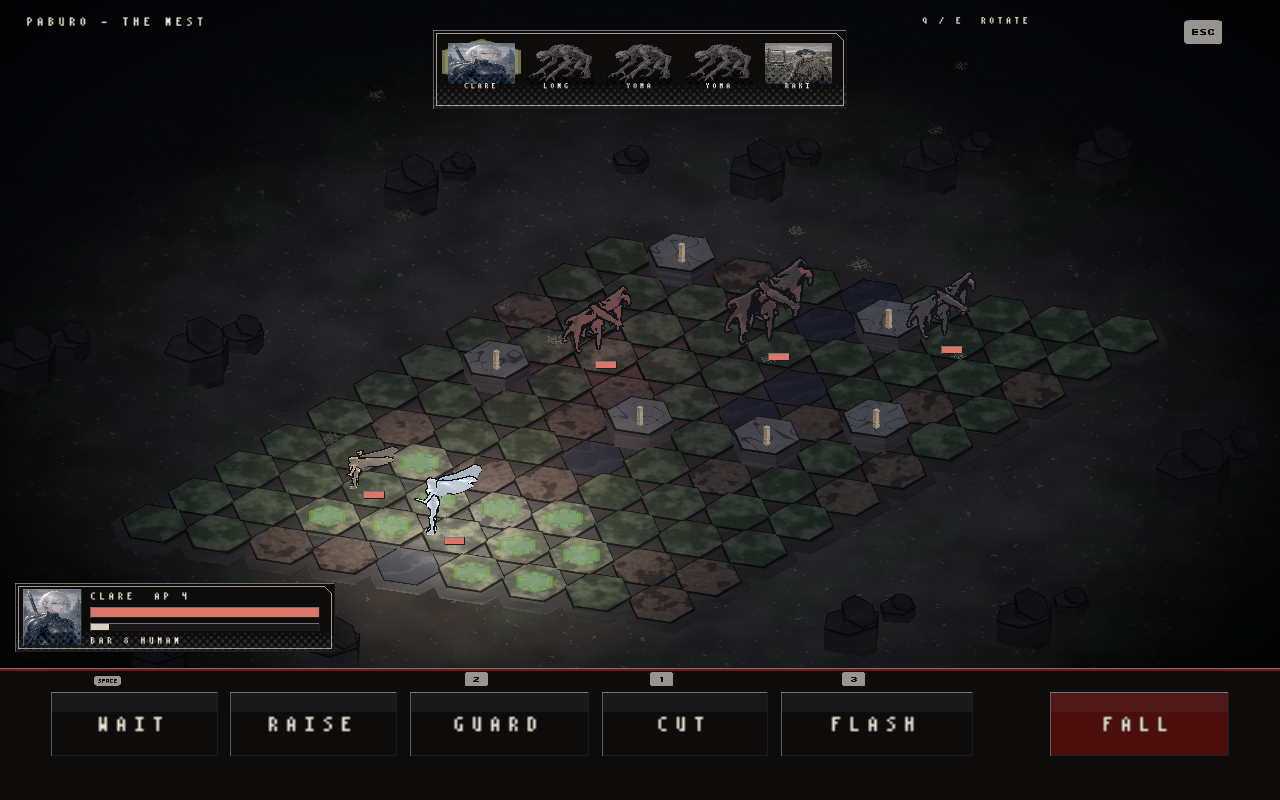 PABURO - THE NEST
Q / E ROTATE
ESC
CLARE LONG YOMA YOMA RAKI
CLARE AP 4
BAR 8 HUMAN
SPACE 2 1 3
WAIT RAISE GUARD CUT FLASH FALL